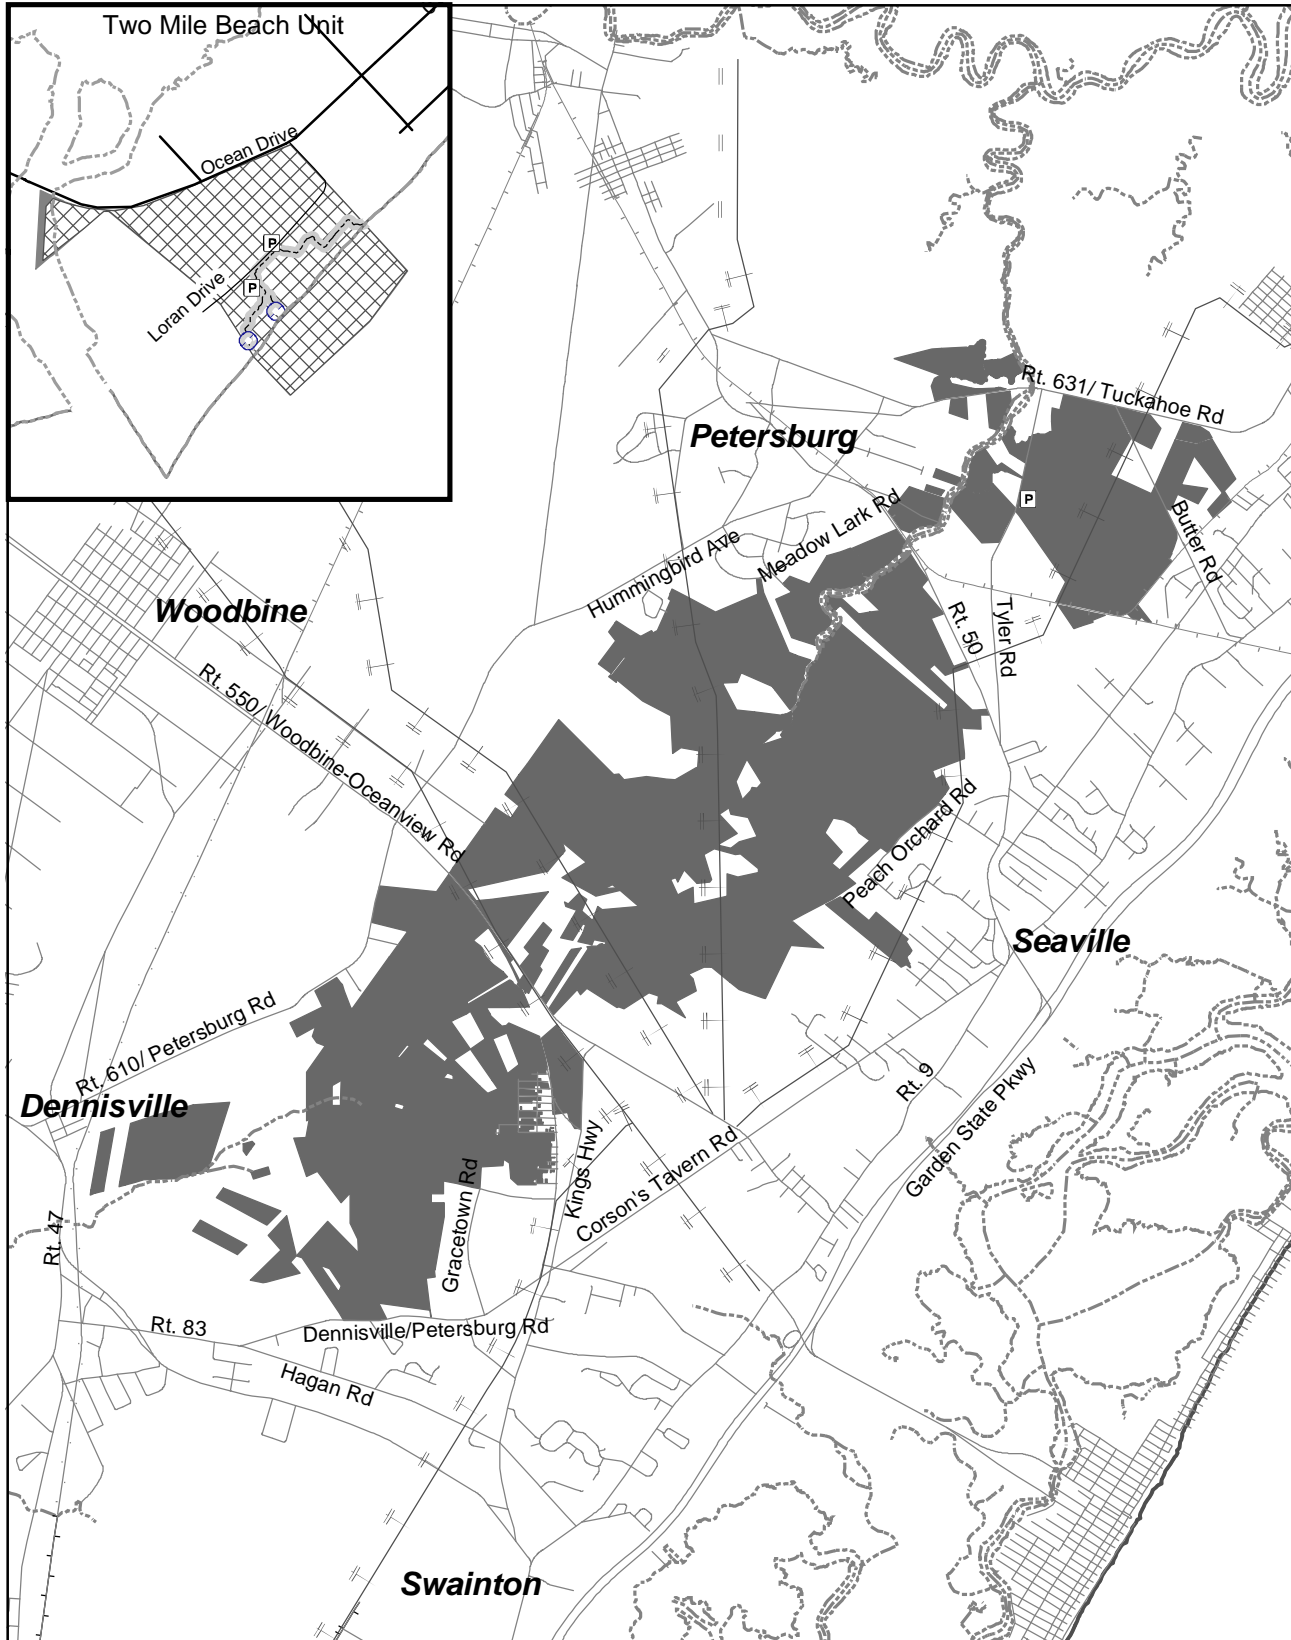 Two Mile Beach Unit
Ocean Drive
P
P
Loran Drive
Rt. 631/ Tuckahoe Rd
Petersburg
P
Meadow Lark Rd
Butter Rd
Hummingbird Ave
Woodbine
Rt. 50
Tyler Rd
Rt. 550/ Woodbine-Oceanview Rd
Peach Orchard Rd
Seaville
Rt. 610/ Petersburg Rd
Rt. 9
Garden State Pkwy
Dennisville
Kings Hwy
Corson's Tavern Rd
Gracetown Rd
Rt. 47
Rt. 83
Dennisville/Petersburg Rd
Hagan Rd
Swainton